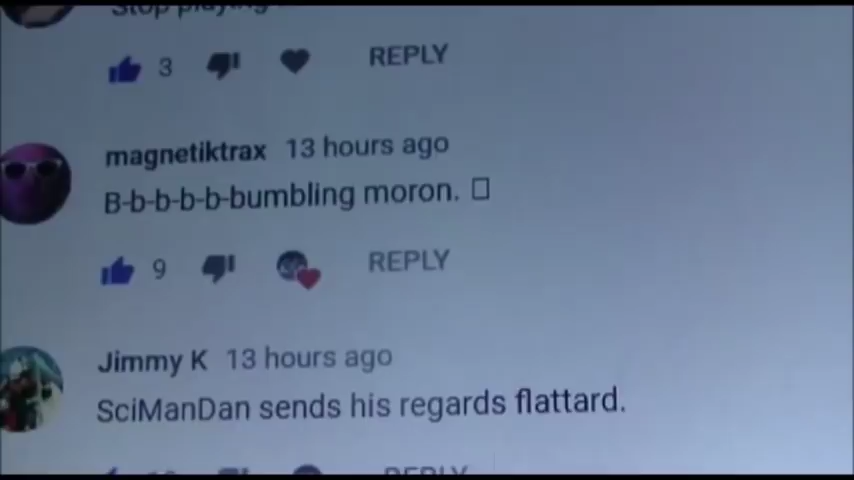 Stop playing
3 REPLY
magnetiktrax 13 hours ago
B-b-b-b-b-bumbling moron.
9 REPLY
Jimmy K 13 hours ago
SciManDan sends his regards flattard.
REPLY